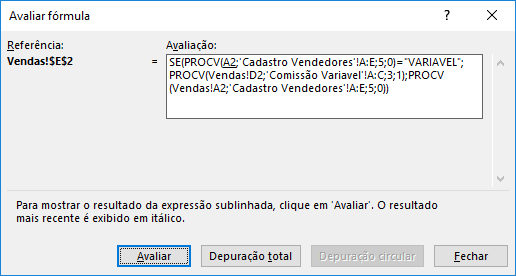 Avaliar fórmula
Referência:
Avaliação:
Vendas!$E$2
=
SE(PROCV(A2;'Cadastro Vendedores'!A:E;5;0)="VARIAVEL";
PROCV(Vendas!D2;'Comissão Variavel'!A:C;3;1);PROCV
(Vendas!A2;'Cadastro Vendedores'!A:E;5;0))
Para mostrar o resultado da expressão sublinhada, clique em 'Avaliar'. O resultado
mais recente é exibido em itálico.
Avaliar
Depuração total
Depuração circular
Fechar